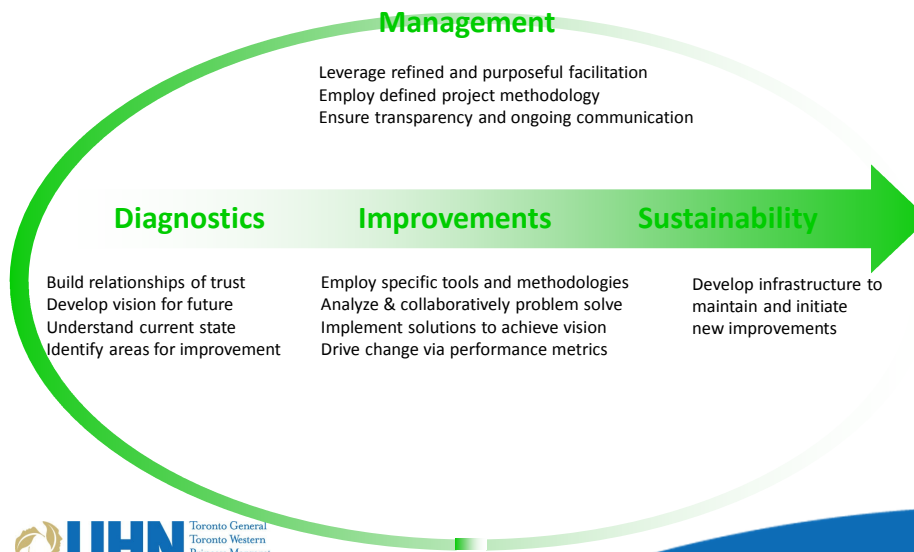 Management
Leverage refined and purposeful facilitation
Employ defined project methodology
Ensure transparency and ongoing communication
Diagnostics
Improvements
Sustainability
Build relationships of trust
Develop vision for future
Understand current state
Identify areas for improvement
Employ specific tools and methodologies
Analyze & collaboratively problem solve
Implement solutions to achieve vision
Drive change via performance metrics
Develop infrastructure to
maintain and initiate
new improvements
UHN
Toronto General
Toronto Western